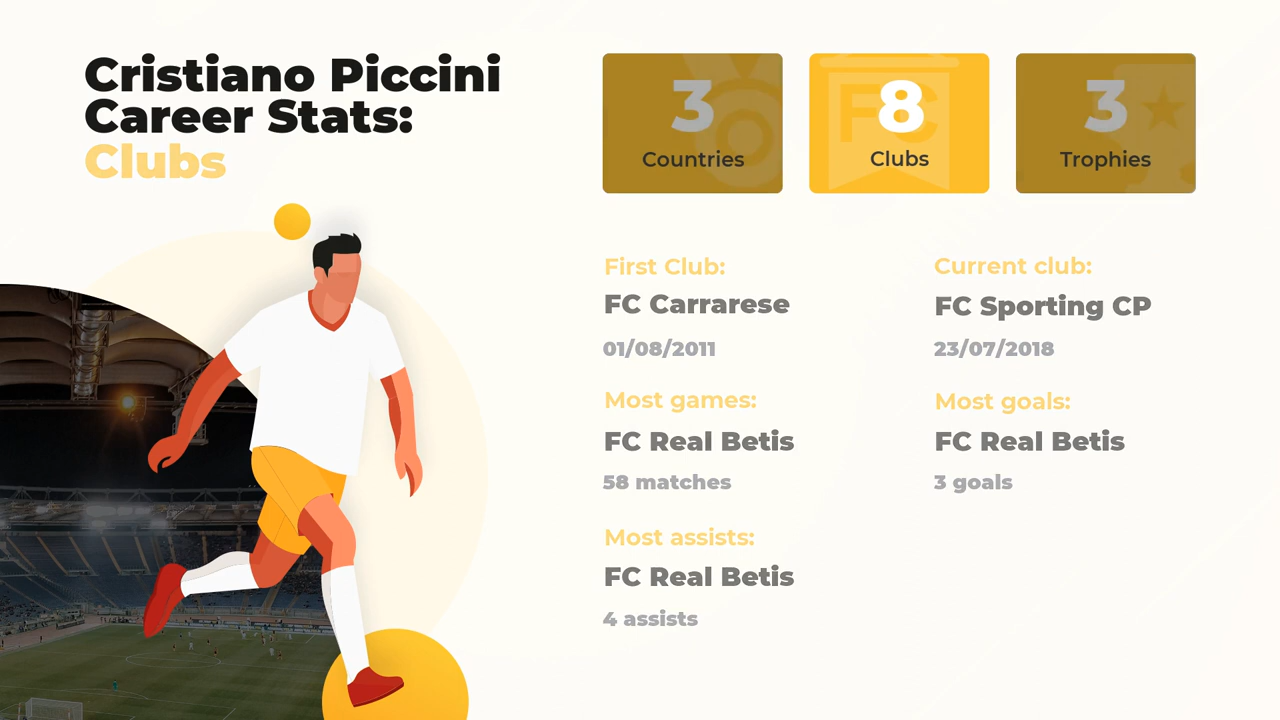 Cristiano Piccini
Career Stats:
Clubs
3
Countries
FC
8
Clubs
3
Trophies
First Club:
FC Carrarese
01/08/2011
Current club:
FC Sporting CP
23/07/2018
Most games:
FC Real Betis
58 matches
Most goals:
FC Real Betis
3 goals
Most assists:
FC Real Betis
4 assists